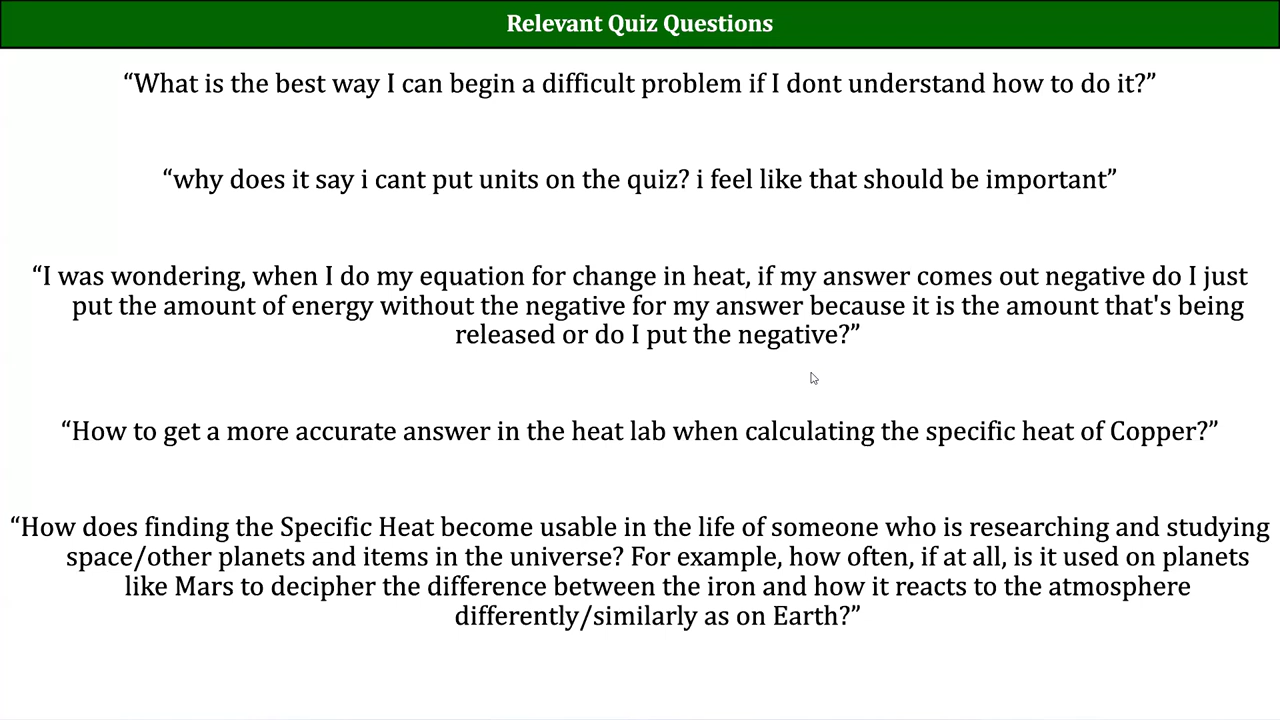 Relevant Quiz Questions
“What is the best way I can begin a difficult problem if I dont understand how to do it?”
“why does it say i cant put units on the quiz? i feel like that should be important”
“I was wondering, when I do my equation for change in heat, if my answer comes out negative do I just
put the amount of energy without the negative for my answer because it is the amount that's being
released or do I put the negative?”
“How to get a more accurate answer in the heat lab when calculating the specific heat of Copper?”
“How does finding the Specific Heat become usable in the life of someone who is researching and studying
space/other planets and items in the universe? For example, how often, if at all, is it used on planets
like Mars to decipher the difference between the iron and how it reacts to the atmosphere
differently/similarly as on Earth?”